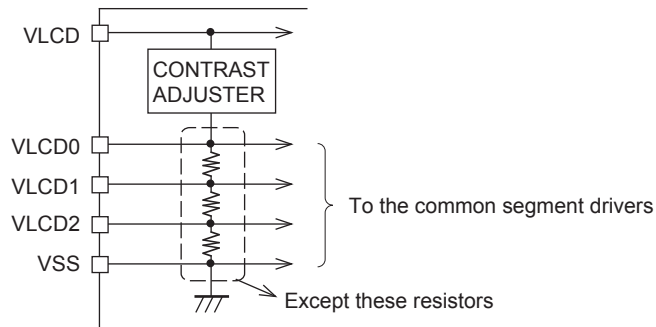 VLCD
CONTRAST
ADJUSTER
VLCD0
VLCD1
VLCD2
VSS
To the common segment drivers
Except these resistors